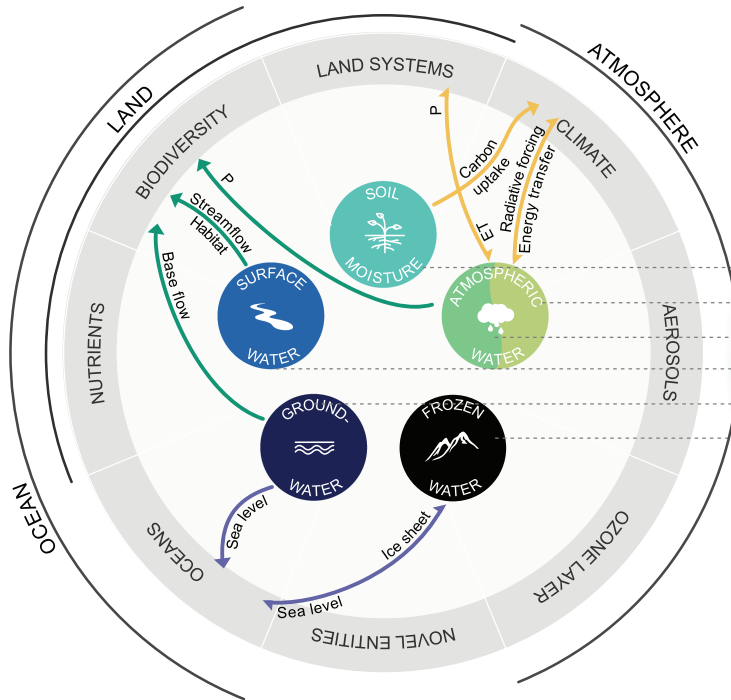 LAND
ATMOSPHERE
OCEAN
LAND SYSTEMS
CLIMATE
AEROSOLS
OZONE LAYER
NOVEL ENTITIES
OCEANS
NUTRIENTS
BIODIVERSITY
P
Carbon
uptake
Radiative forcing
Energy transfer
ET
P
Streamflow
Habitat
Base flow
SOIL
MOISTURE
SURFACE
WATER
ATMOSPHERIC
WATER
GROUND-
WATER
FROZEN
WATER
Sea level
Ice sheet
Sea level